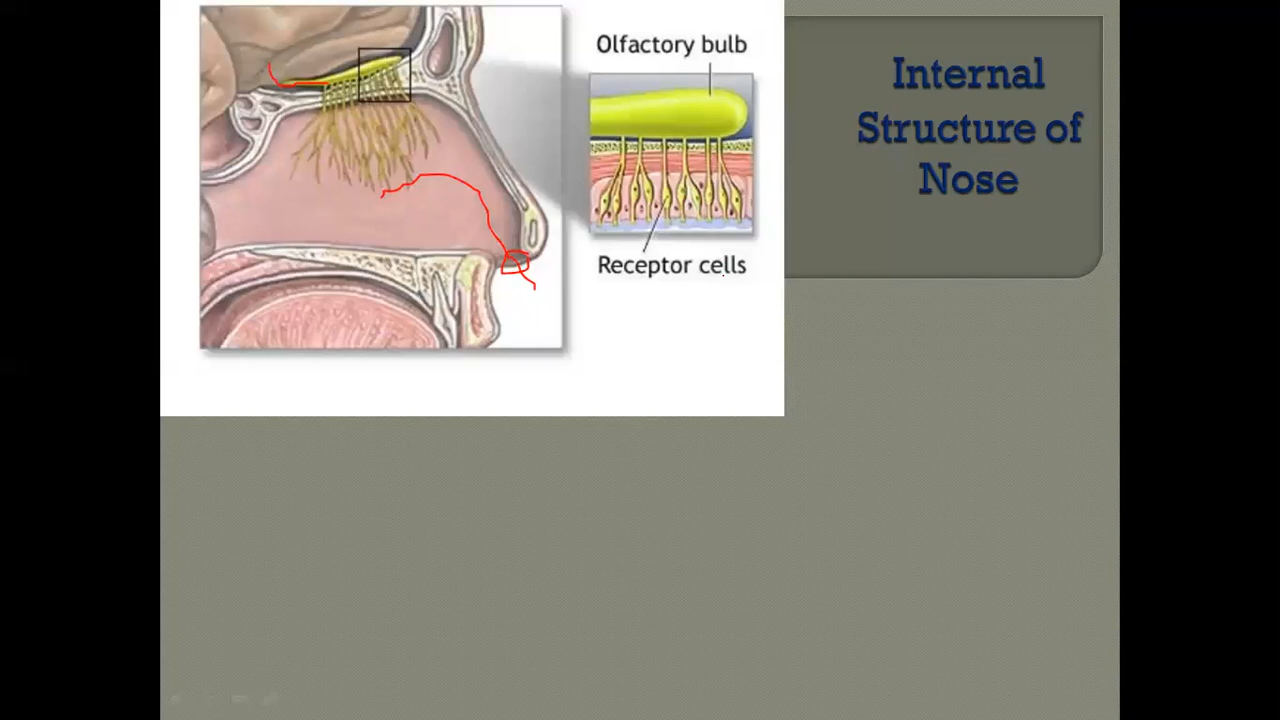 Olfactory bulb
Receptor cells
Internal
Structure of
Nose